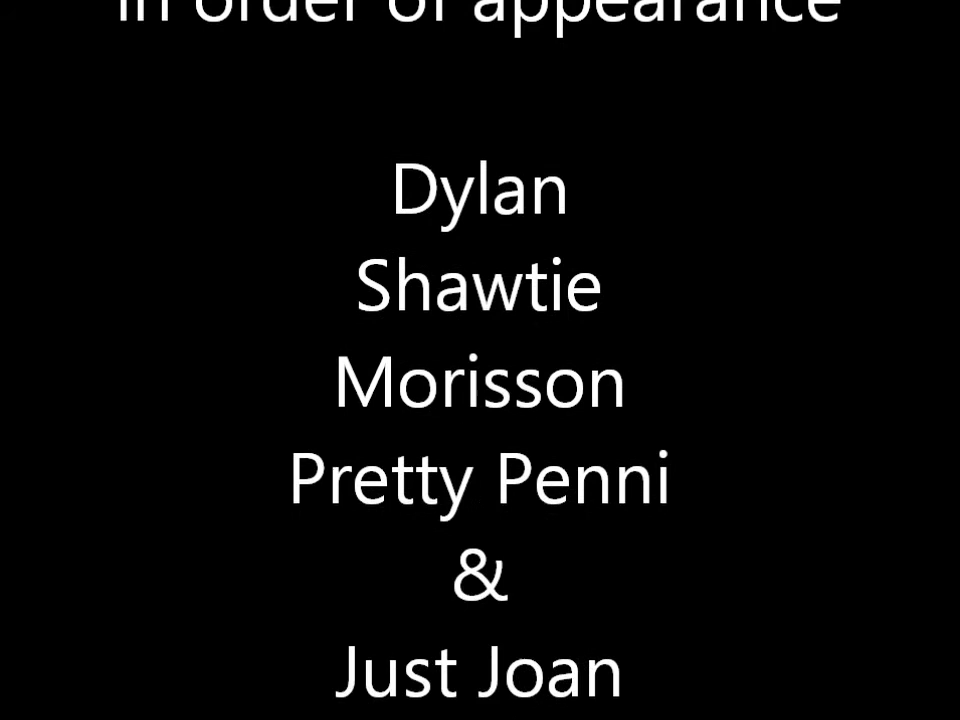 in order of appearance
Dylan
Shawtie
Morisson
Pretty Penni
&
Just Joan